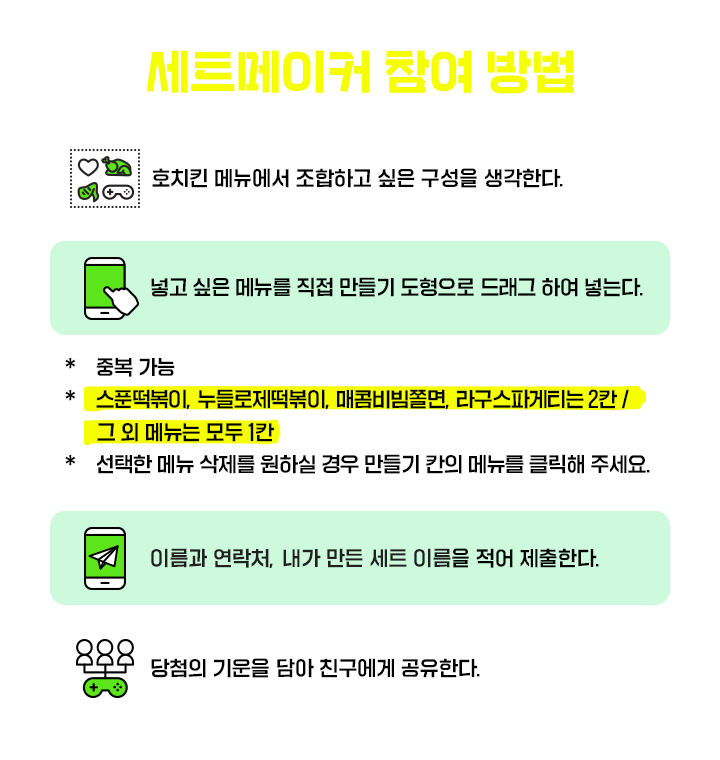 세트메이커 참여 방법
호치킨 메뉴에서 조합하고 싶은 구성을 생각한다.
넣고 싶은 메뉴를 직접 만들기 도형으로 드래그 하여 넣는다.
* 중복 가능
* 스푼떡볶이, 누들로제떡볶이, 매콤비빔쫄면, 라구스파게티는 2칸 /
그 외 메뉴는 모두 1칸
* 선택한 메뉴 삭제를 원하실 경우 만들기 칸의 메뉴를 클릭해 주세요.
이름과 연락처, 내가 만든 세트 이름을 적어 제출한다.
당첨의 기운을 담아 친구에게 공유한다.